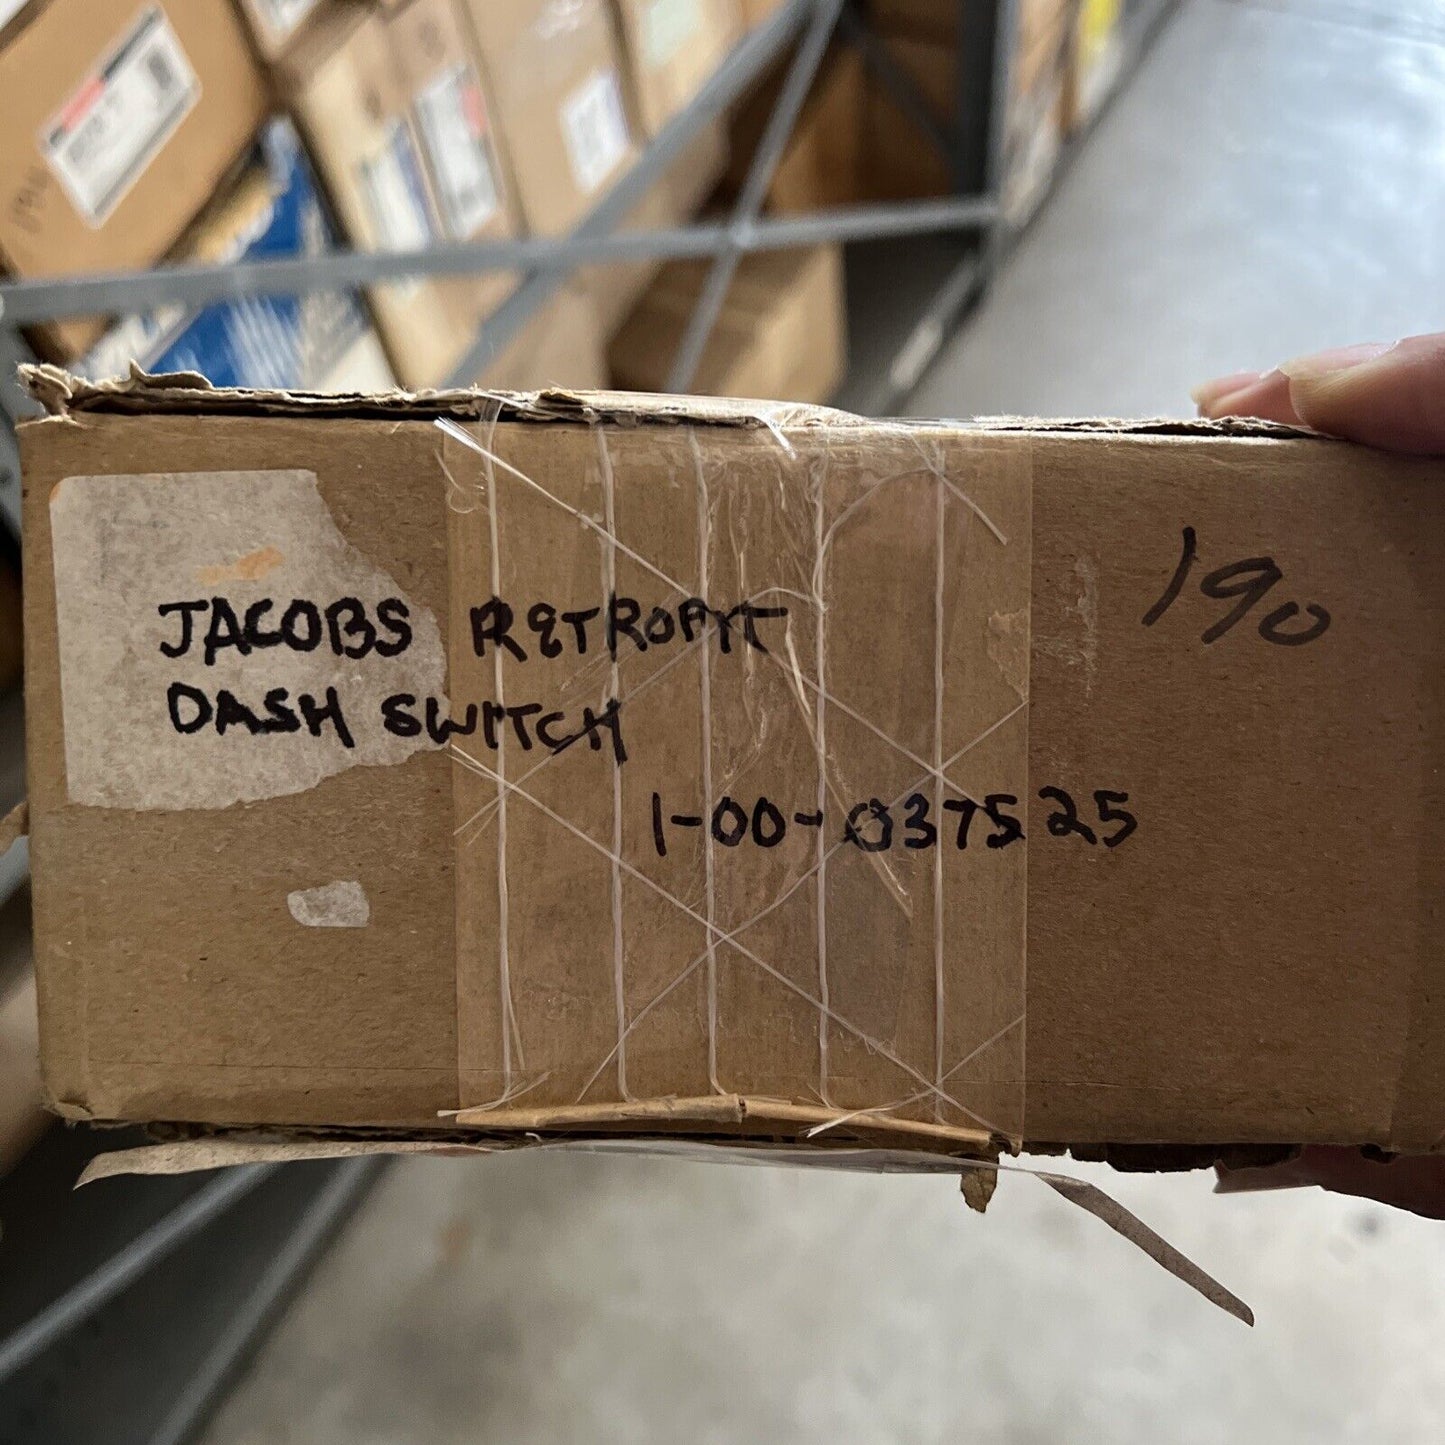 JACOBS RETROFIT
DASH SWITCH
1-00-037525
190